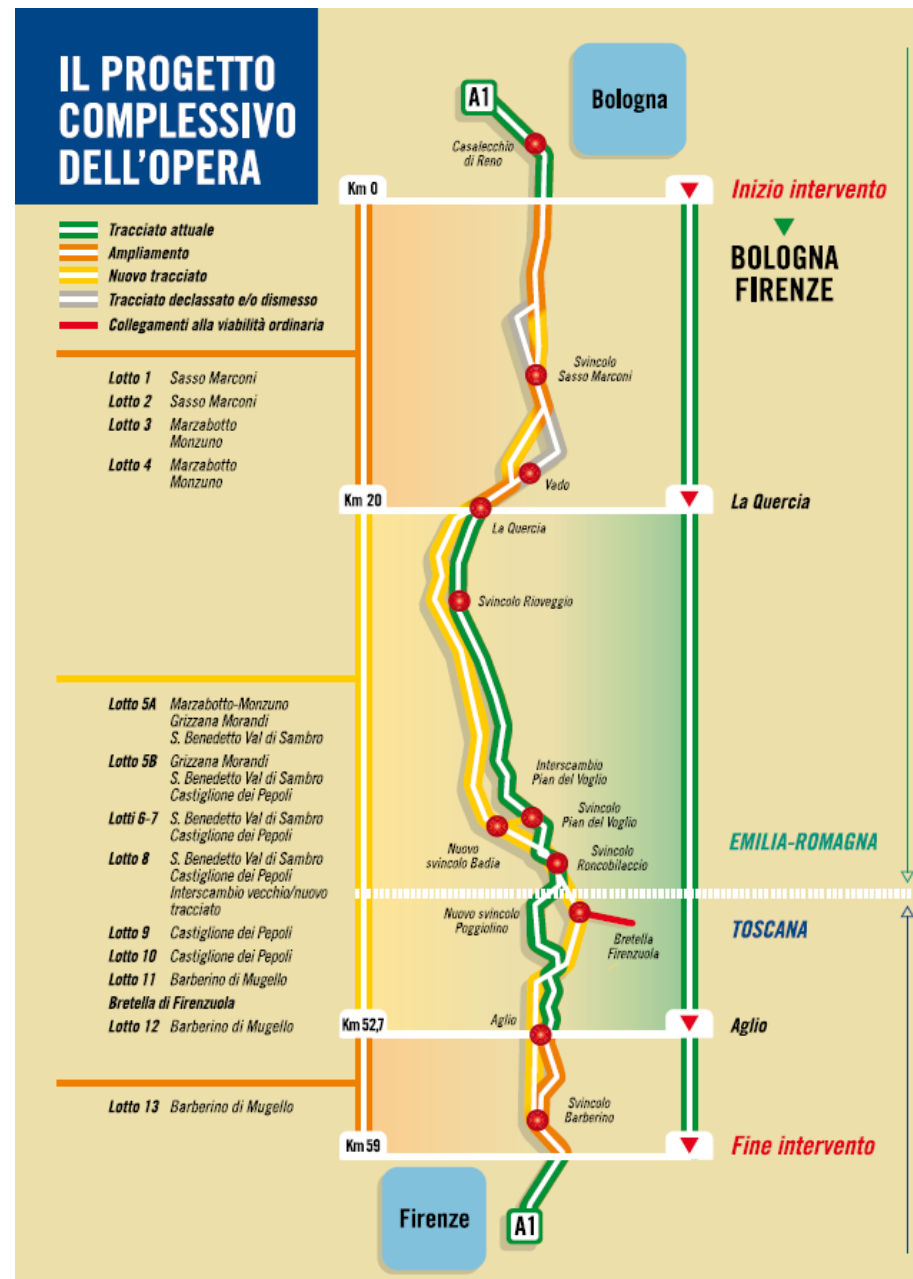 IL PROGETTO
COMPLESSIVO
DELL'OPERA
Tracciato attuale
Ampliamento
Nuovo tracciato
Tracciato declassato e/o dismesso
Collegamenti alla viabilità ordinaria
Lotto 1 Sasso Marconi
Lotto 2 Sasso Marconi
Lotto 3 Marzabotto
Monzuno
Lotto 4 Marzabotto
Monzuno
Lotto 5A Marzabotto-Monzuno
Grizzana Morandi
S. Benedetto Val di Sambro
Lotto 5B Grizzana Morandi
S. Benedetto Val di Sambro
Castiglione dei Pepoli
Lotti 6-7 S. Benedetto Val di Sambro
Castiglione dei Pepoli
Lotto 8 S. Benedetto Val di Sambro
Castiglione dei Pepoli
Interscambio vecchio/nuovo
tracciato
Lotto 9 Castiglione dei Pepoli
Lotto 10 Castiglione dei Pepoli
Lotto 11 Barberino di Mugello
Bretella di Firenzuola
Lotto 12 Barberino di Mugello
Lotto 13 Barberino di Mugello
A1
Bologna
Casalecchio
di Reno
Km 0
Inizio intervento
BOLOGNA
FIRENZE
Svincolo
Sasso Marconi
Vado
Km 20
La Quercia
La Quercia
Svincolo Rioveggio
Interscambio
Pian del Voglio
Svincolo
Pian del Voglio
Nuovo
svincolo Badia
Svincolo
Roncobilaccio
EMILIA-ROMAGNA
Nuovo svincolo
Poggiolino
Bretella
Firenzuola
TOSCANA
Aglio
Km 52,7
Aglio
Svincolo
Barberino
Km 59
Fine intervento
Firenze
A1